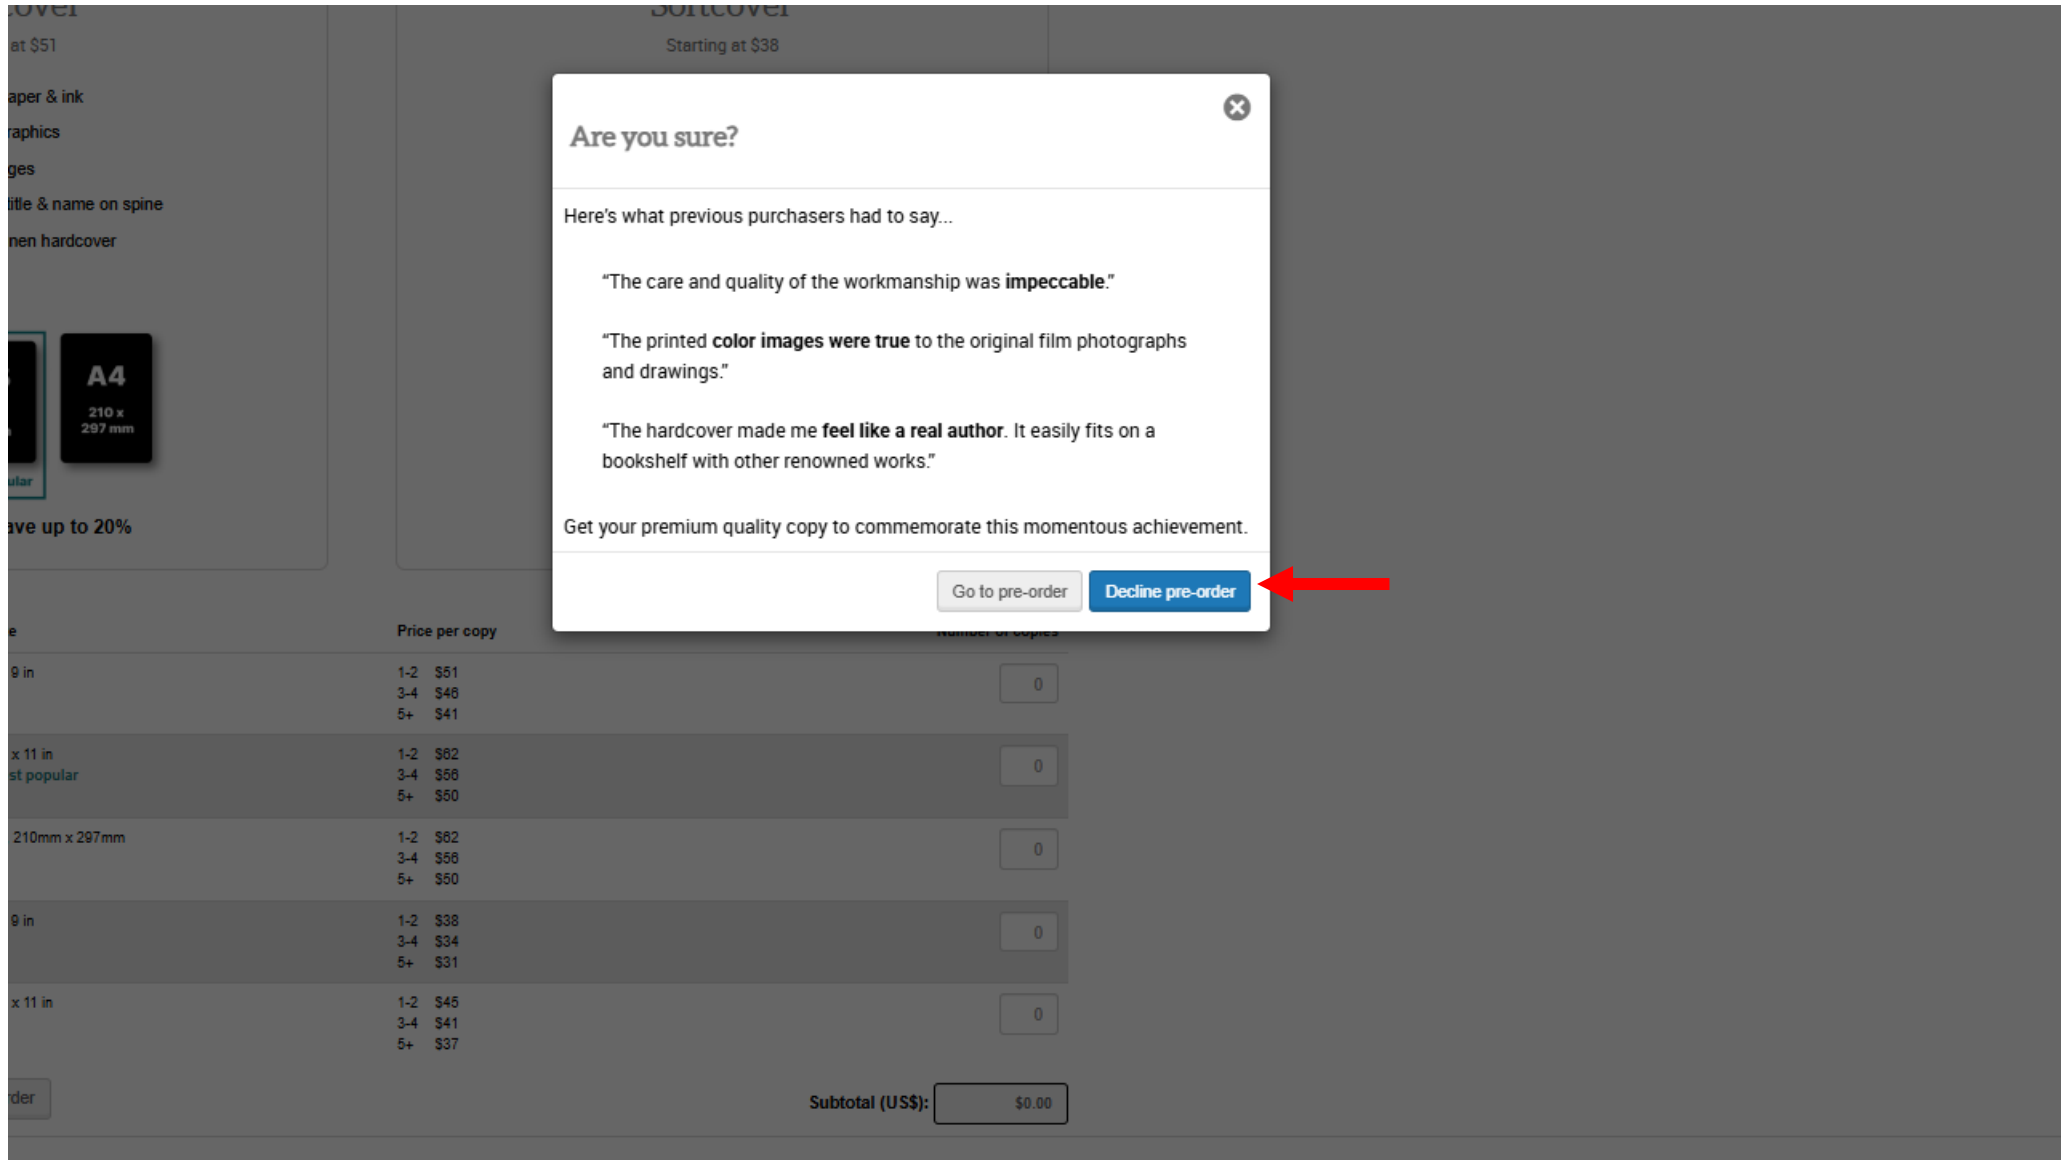 Softcover
at $51
Starting at $38
aper & ink
raphics
ges
title & name on spine
nen hardcover
A4
210 x
297 mm
ular
ave up to 20%
Are you sure?
Here's what previous purchasers had to say...
“The care and quality of the workmanship was impeccable.”
“The printed color images were true to the original film photographs
and drawings.”
“The hardcover made me feel like a real author. It easily fits on a
bookshelf with other renowned works.”
Get your premium quality copy to commemorate this momentous achievement.
Go to pre-order
Decline pre-order
e
Price per copy
Number of copies
9 in
1-2 $51
3-4 $46
5+ $41
0
x 11 in
st popular
1-2 $62
3-4 $56
5+ $50
0
210mm x 297mm
1-2 $62
3-4 $56
5+ $50
0
9 in
1-2 $38
3-4 $34
5+ $31
0
x 11 in
1-2 $45
3-4 $41
5+ $37
0
der
Subtotal (US$):
$0.00